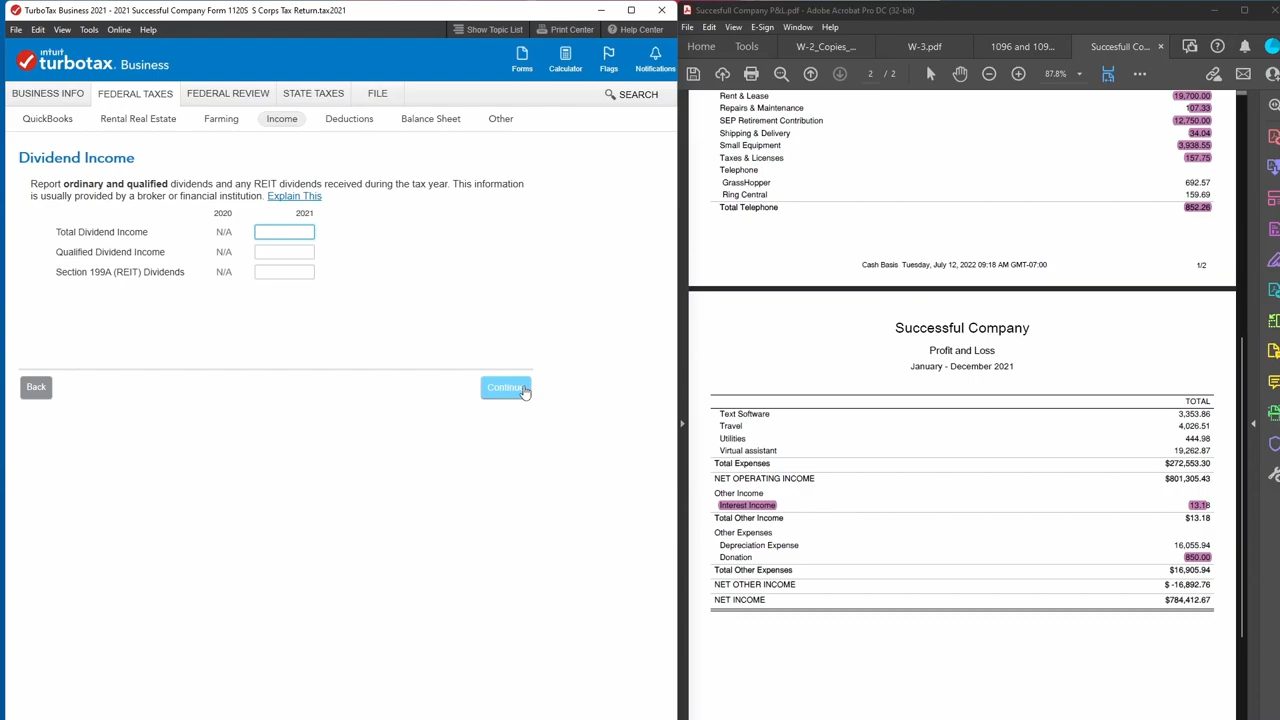 TurboTax Business 2021 - 2021 Successful Company Form 1120S S Corps Tax Return.tax2021
File Edit View Tools Online Help
Show Topic List Print Center Help Center
intuit turbotax Business
Forms Calculator Flags Notifications
BUSINESS INFO FEDERAL TAXES FEDERAL REVIEW STATE TAXES FILE SEARCH
QuickBooks Rental Real Estate Farming Income Deductions Balance Sheet Other
Dividend Income
Report ordinary and qualified dividends and any REIT dividends received during the tax year. This information
is usually provided by a broker or financial institution. Explain This
2020 2021
Total Dividend Income N/A
Qualified Dividend Income N/A
Section 199A (REIT) Dividends N/A
Back Continue
Succesfull Company P&L.pdf - Adobe Acrobat Pro DC (32-bit)
File Edit View E-Sign Window Help
Home Tools W-2_Copies_... W-3.pdf 1096 and 109... Succesfull Co... ×
2 / 2 87.8%
Rent & Lease 19,700.00
Repairs & Maintenance 107.33
SEP Retirement Contribution 12,750.00
Shipping & Delivery 34.04
Small Equipment 3,938.55
Taxes & Licenses 157.75
Telephone
GrassHopper 692.57
Ring Central 159.69
Total Telephone 852.26
Cash Basis Tuesday, July 12, 2022 09:18 AM GMT-07:00 1/2
Successful Company
Profit and Loss
January - December 2021
TOTAL
Text Software 3,353.86
Travel 4,026.51
Utilities 444.98
Virtual assistant 19,262.87
Total Expenses $272,553.30
NET OPERATING INCOME $801,305.43
Other Income
Interest Income 13.18
Total Other Income $13.18
Other Expenses
Depreciation Expense 16,055.94
Donation 850.00
Total Other Expenses $16,905.94
NET OTHER INCOME $ -16,892.76
NET INCOME $784,412.67